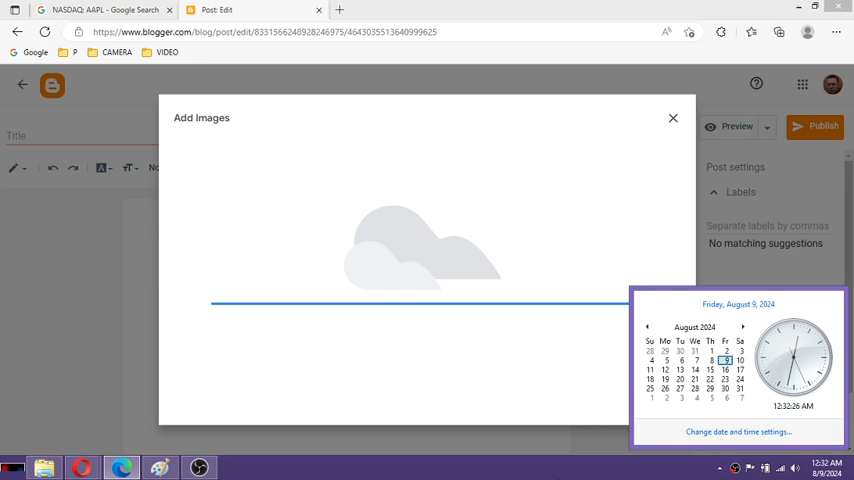 NASDAQ: AAPL - Google Search
Post: Edit
https://www.blogger.com/blog/post/edit/8331566248928246975/4643035513640999625
Google
P
CAMERA
VIDEO
Add Images
Title
Preview
Publish
No
Post settings
Labels
Separate labels by commas
No matching suggestions
Friday, August 9, 2024
August 2024
Su Mo Tu We Th Fr Sa
28 29 30 31 1 2 3
4 5 6 7 8 9 10
11 12 13 14 15 16 17
18 19 20 21 22 23 24
25 26 27 28 29 30 31
1 2 3 4 5 6 7
12:32:26 AM
Change date and time settings...
12:32 AM
8/9/2024